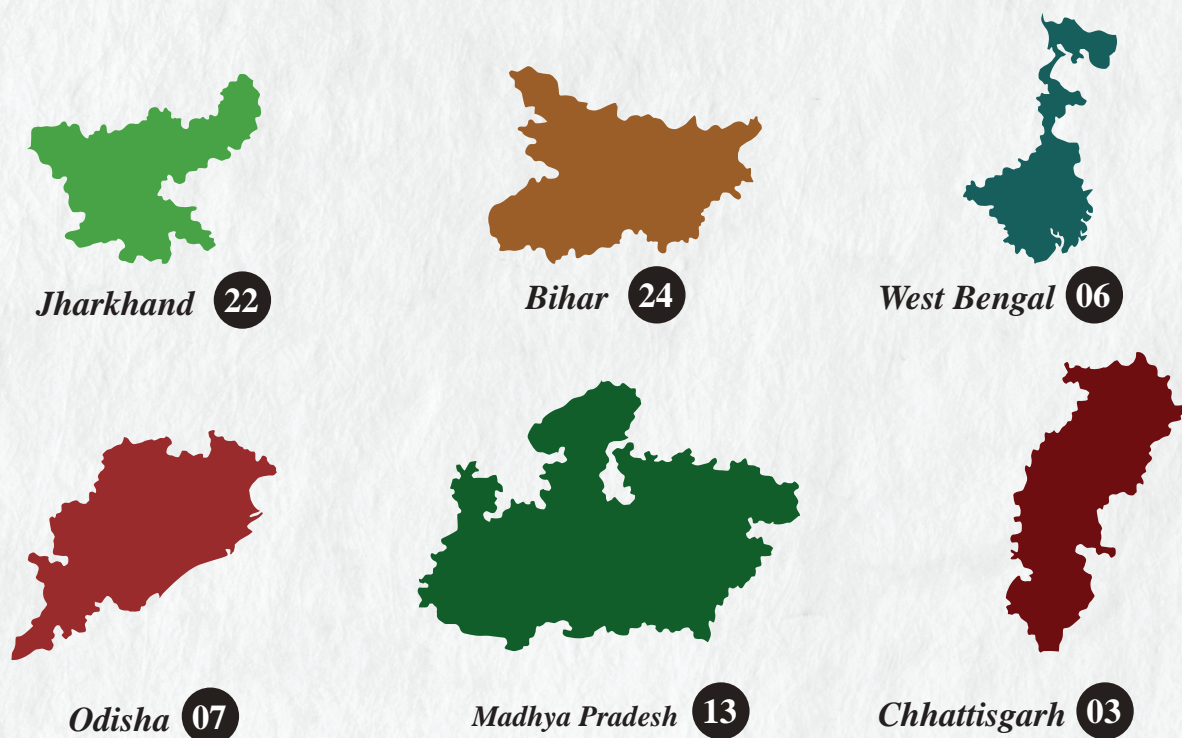 Jharkhand 22
Bihar 24
West Bengal 06
Odisha 07
Madhya Pradesh 13
Chhattisgarh 03